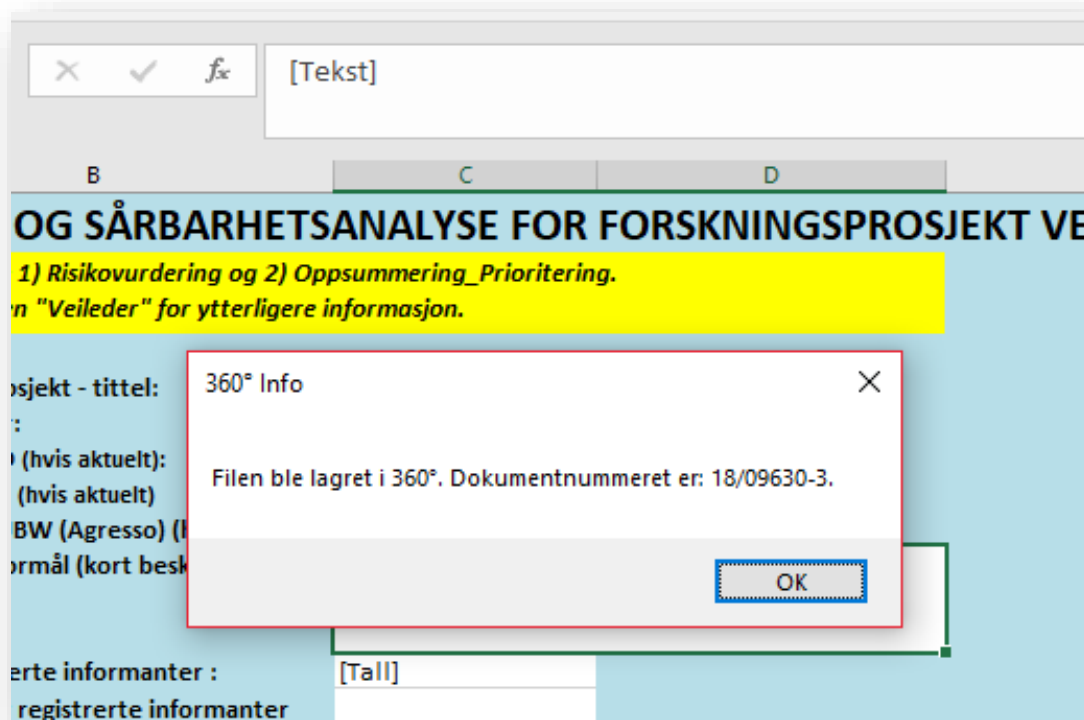 fx [Tekst]
B C D
OG SÅRBARHETSANALYSE FOR FORSKNINGSPROSJEKT VE
1) Risikovurdering og 2) Oppsummering_Prioritering.
n "Veileder" for ytterligere informasjon.
osjekt - tittel:
r:
360° Info
(hvis aktuelt):
(hvis aktuelt)
Filen ble lagret i 360°. Dokumentnummeret er: 18/09630-3.
BW (Agresso) (h
ormål (kort besk
OK
erte informanter : [Tall]
registrerte informanter